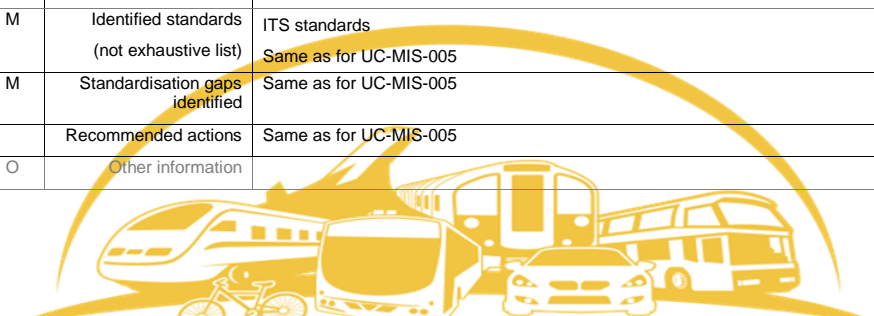 M Identified standards ITS standards
(not exhaustive list) Same as for UC-MIS-005
M Standardisation gaps Same as for UC-MIS-005
identified
Recommended actions Same as for UC-MIS-005
O Other information